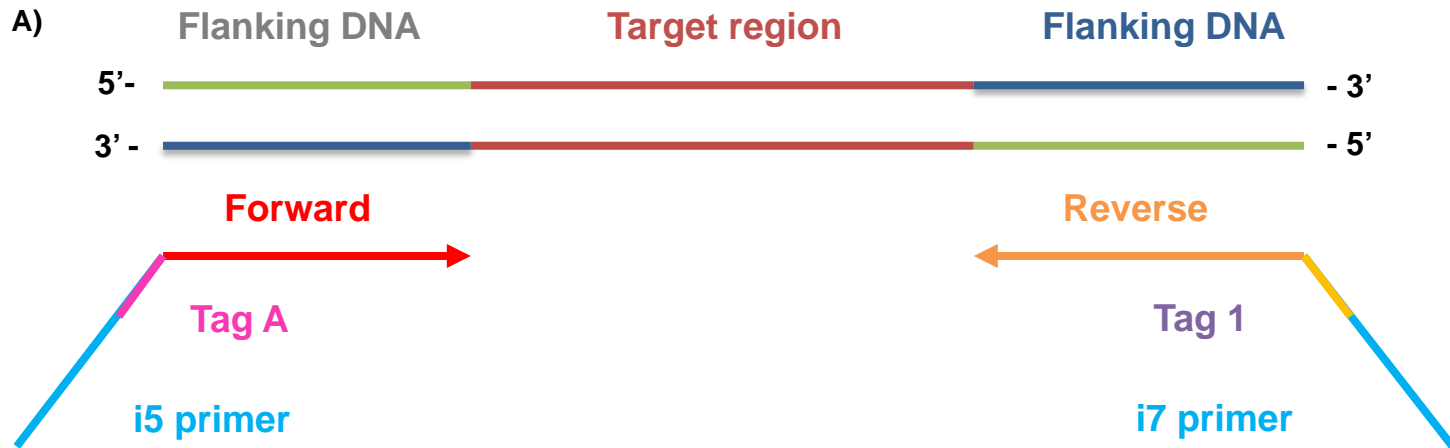 A)
Flanking DNA Target region Flanking DNA
5’- - 3’
3’ - - 5’
Forward Reverse
Tag A Tag 1
i5 primer i7 primer